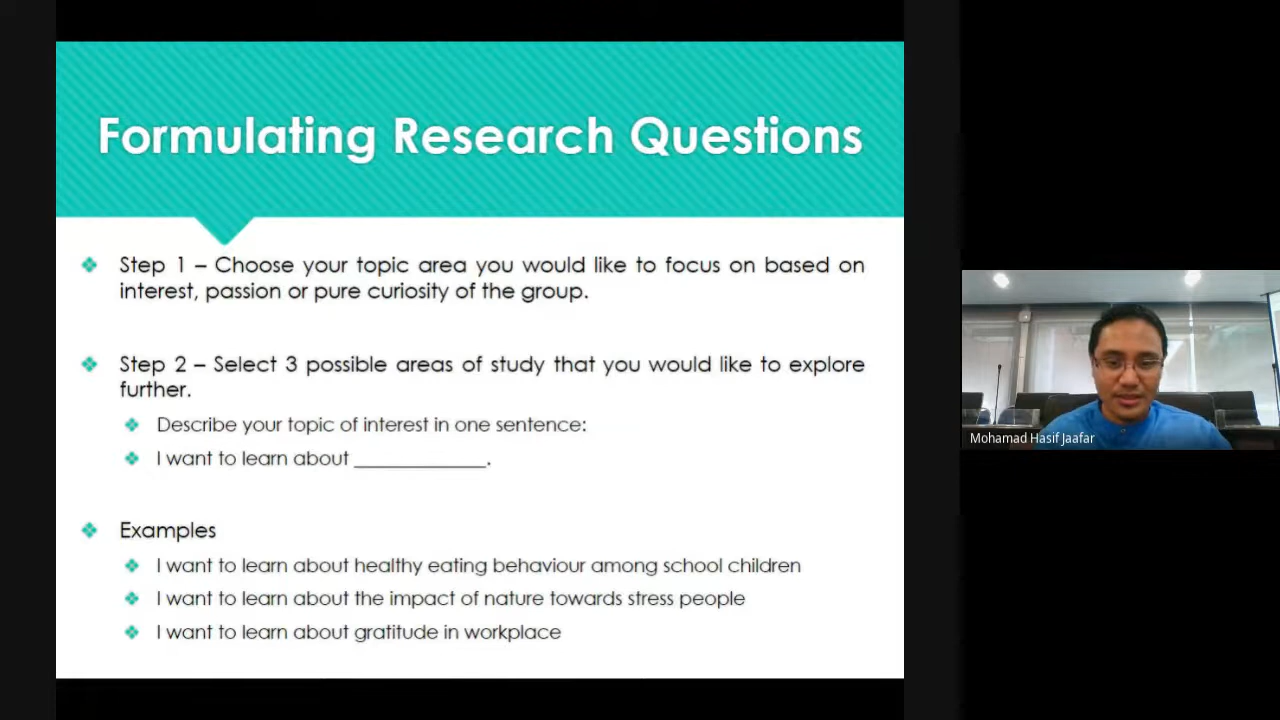 Formulating Research Questions
Step 1 – Choose your topic area you would like to focus on based on
interest, passion or pure curiosity of the group.
Step 2 – Select 3 possible areas of study that you would like to explore
further.
Describe your topic of interest in one sentence:
I want to learn about _____________.
Examples
I want to learn about healthy eating behaviour among school children
I want to learn about the impact of nature towards stress people
I want to learn about gratitude in workplace
Mohamad Hasif Jaafar